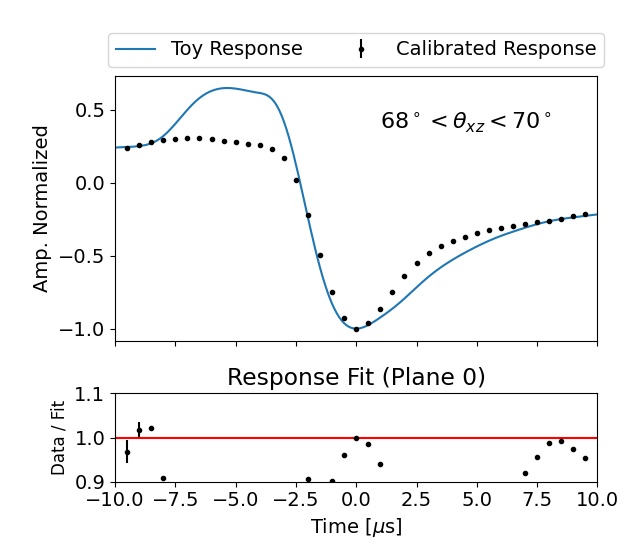 Toy Response
Calibrated Response
68° < θxz < 70°
Amp. Normalized
0.5
0.0
−0.5
−1.0
Response Fit (Plane 0)
Data / Fit
1.1
1.0
0.9
−10.0 −7.5 −5.0 −2.5 0.0 2.5 5.0 7.5 10.0
Time [μs]